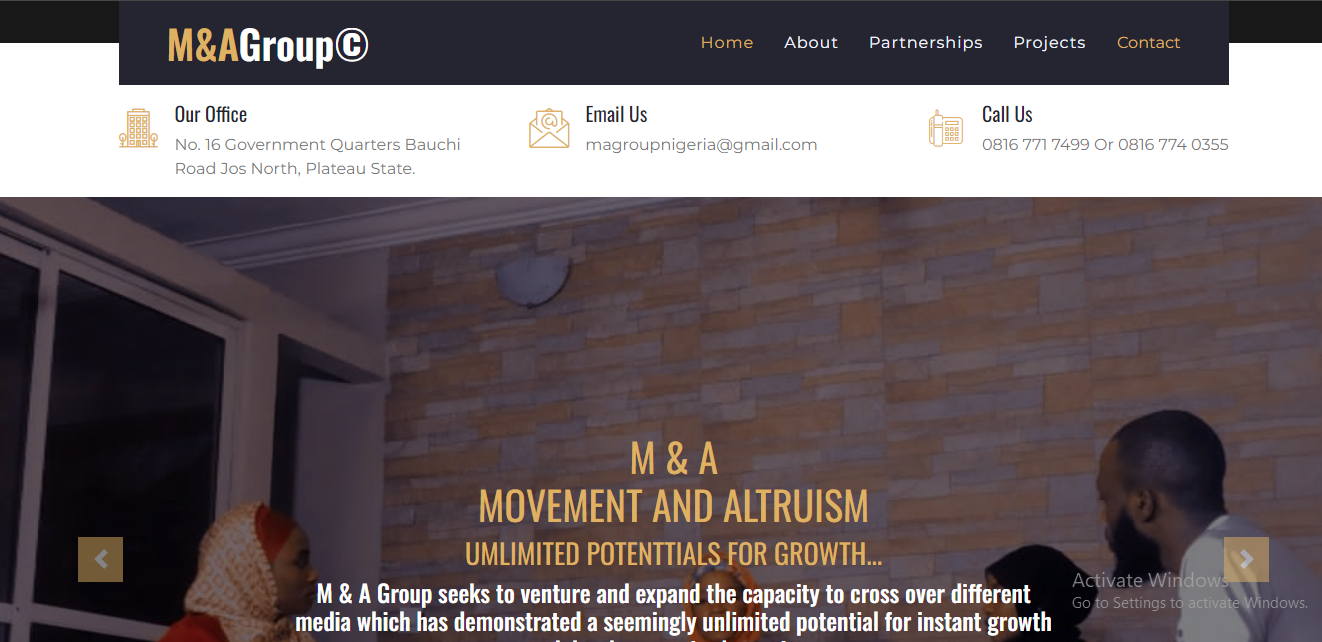 M&AGroup©
Home About Partnerships Projects Contact
Our Office
No. 16 Government Quarters Bauchi
Road Jos North, Plateau State.
Email Us
magroupnigeria@gmail.com
Call Us
0816 771 7499 Or 0816 774 0355
M & A
MOVEMENT AND ALTRUISM
UMLIMITED POTENTTIALS FOR GROWTH...
M & A Group seeks to venture and expand the capacity to cross over different
media which has demonstrated a seemingly unlimited potential for instant growth
Activate Windows
Go to Settings to activate Windows.